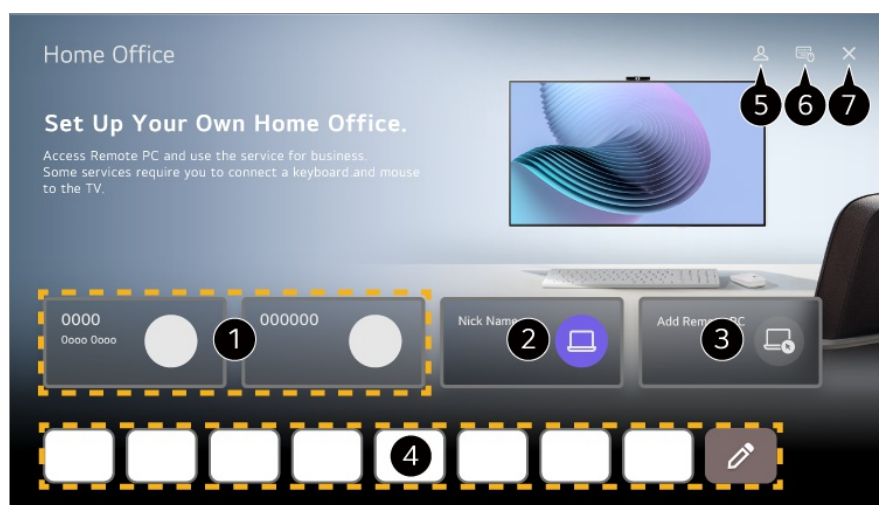 Home Office
5 6 7
Set Up Your Own Home Office.
Access Remote PC and use the service for business.
Some services require you to connect a keyboard and mouse
to the TV.
0000
0ooo 0ooo
1
000000
Nick Name
2
Add Remote PC
3
4